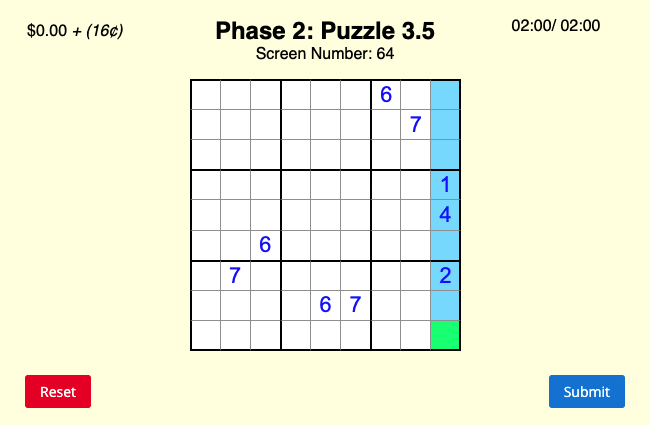 $0.00 + (16¢)
Phase 2: Puzzle 3.5
02:00/ 02:00
Screen Number: 64
6
7
1
4
6
7 2
6 7
Reset
Submit